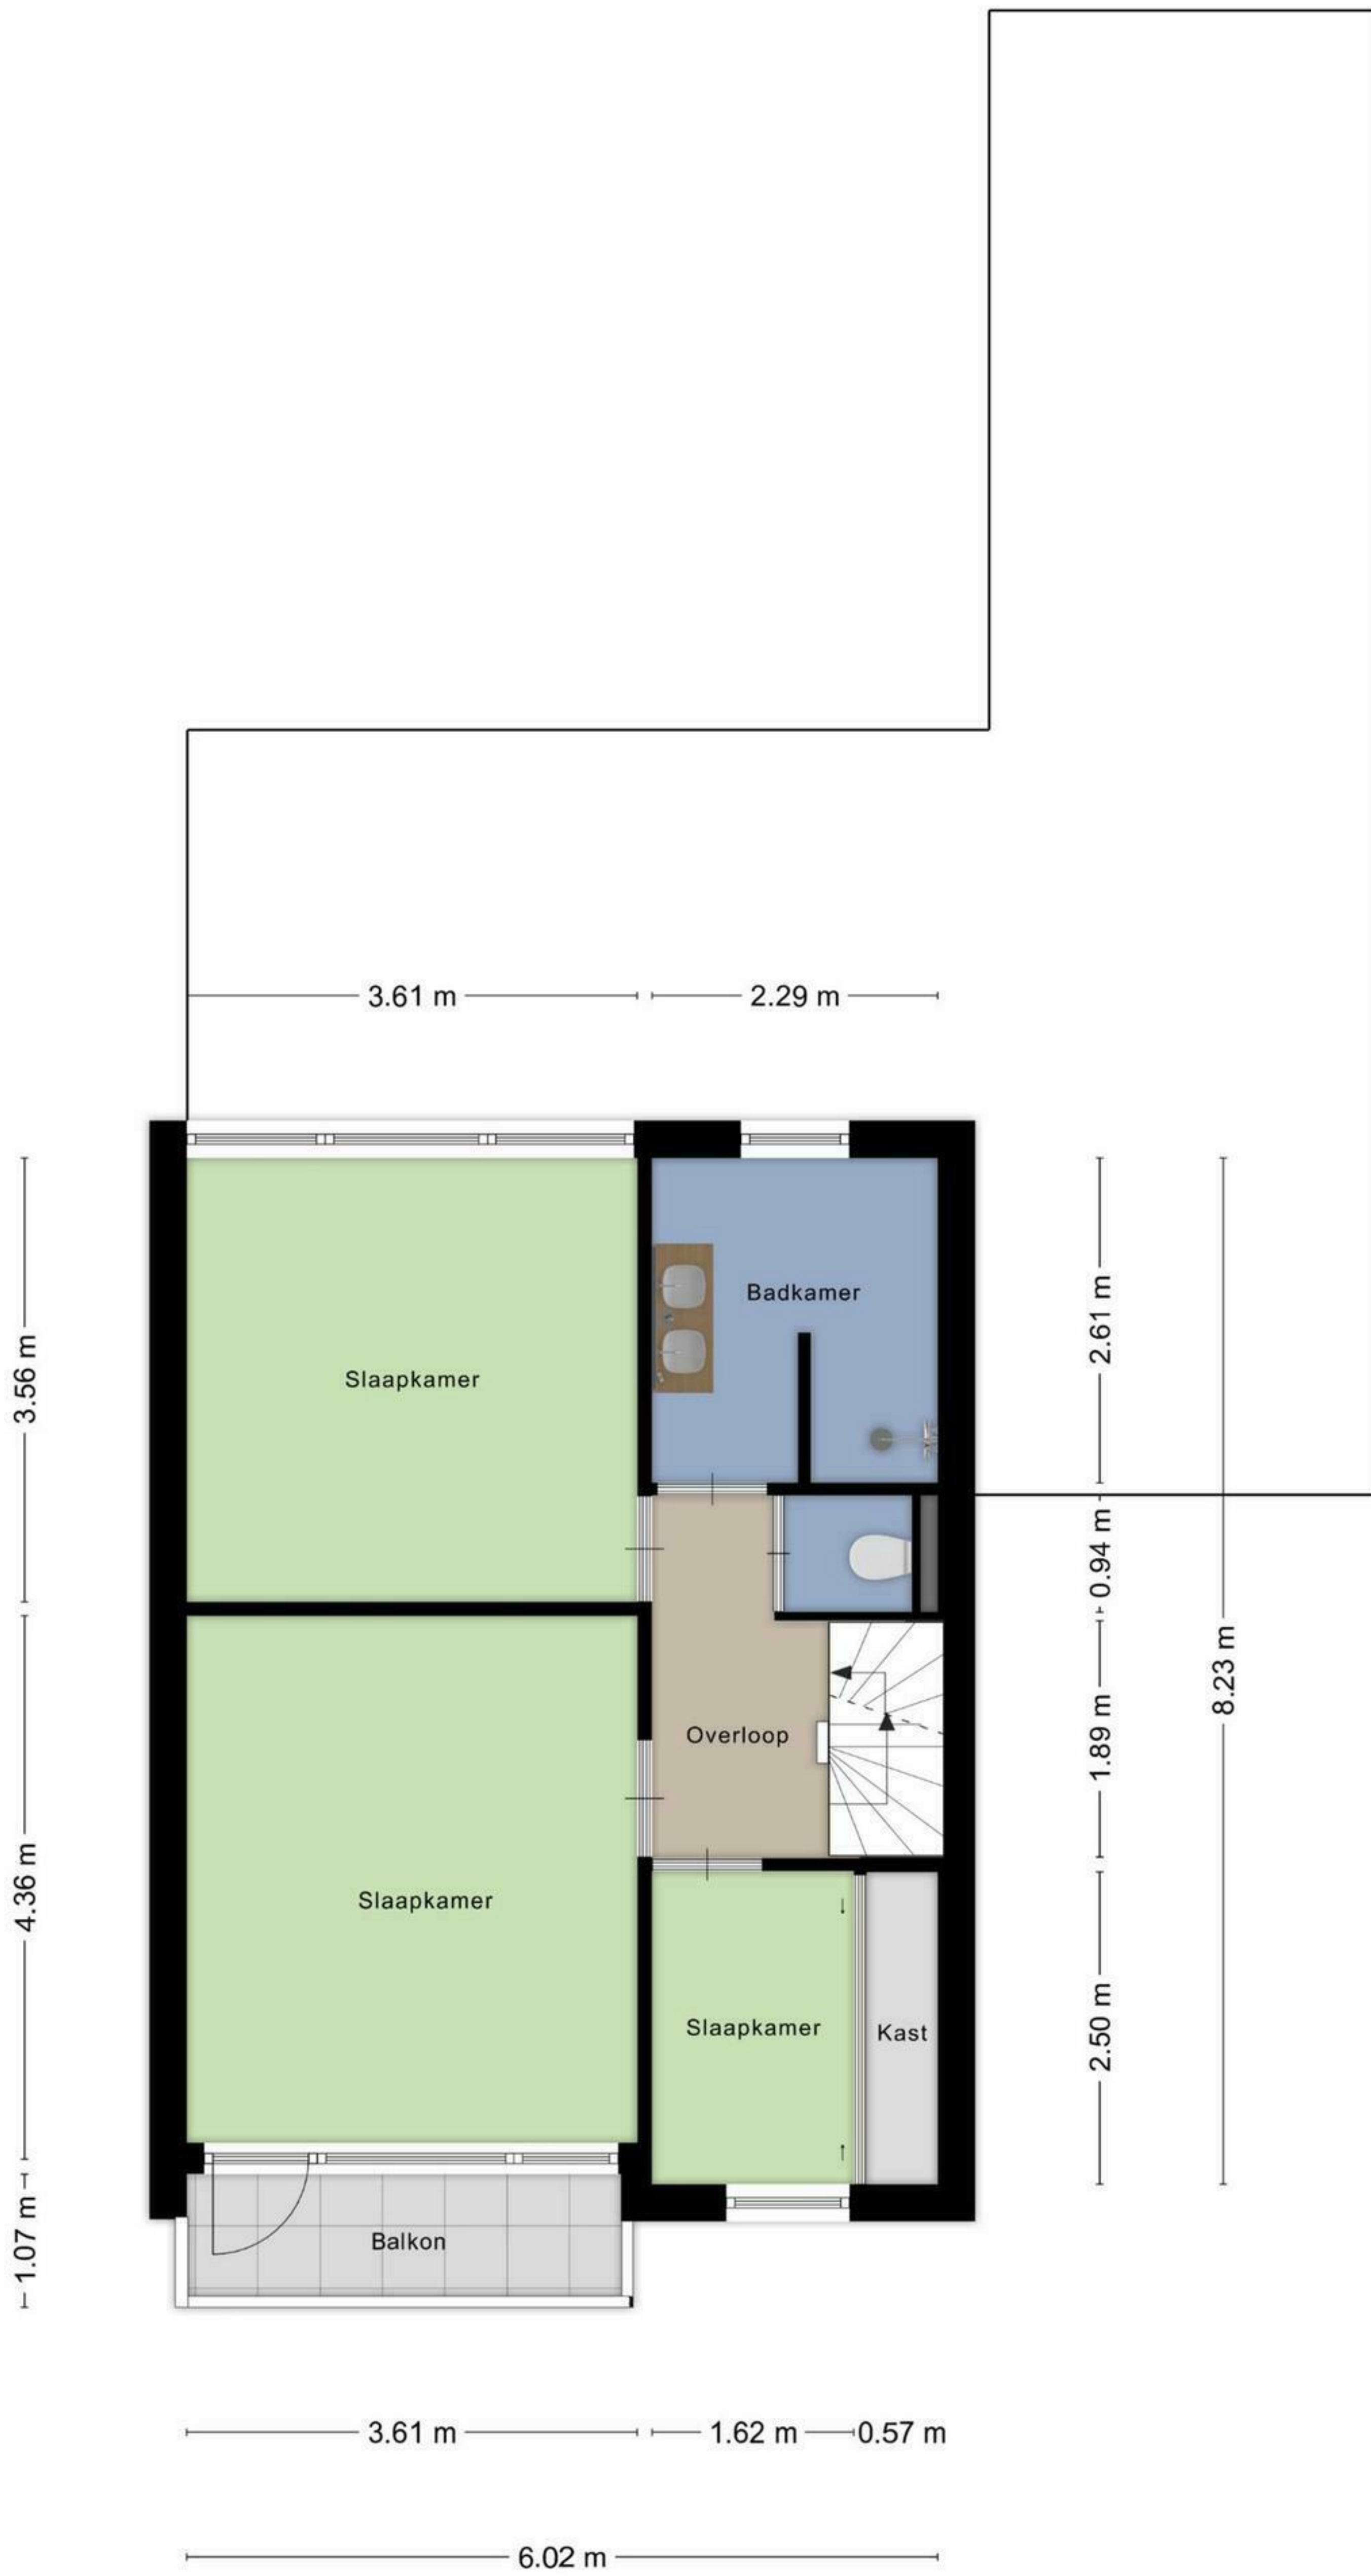 3.61 m
2.29 m
3.56 m
2.61 m
Badkamer
Slaapkamer
0.94 m
8.23 m
1.89 m
Overloop
4.36 m
Slaapkamer
Slaapkamer
Kast
2.50 m
1.07 m
Balkon
3.61 m
1.62 m
0.57 m
6.02 m